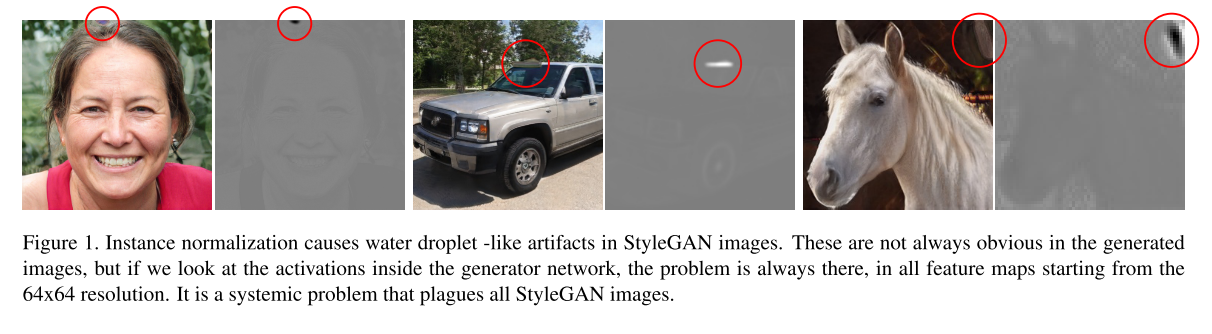 Figure 1. Instance normalization causes water droplet -like artifacts in StyleGAN images. These are not always obvious in the generated
images, but if we look at the activations inside the generator network, the problem is always there, in all feature maps starting from the
64x64 resolution. It is a systemic problem that plagues all StyleGAN images.